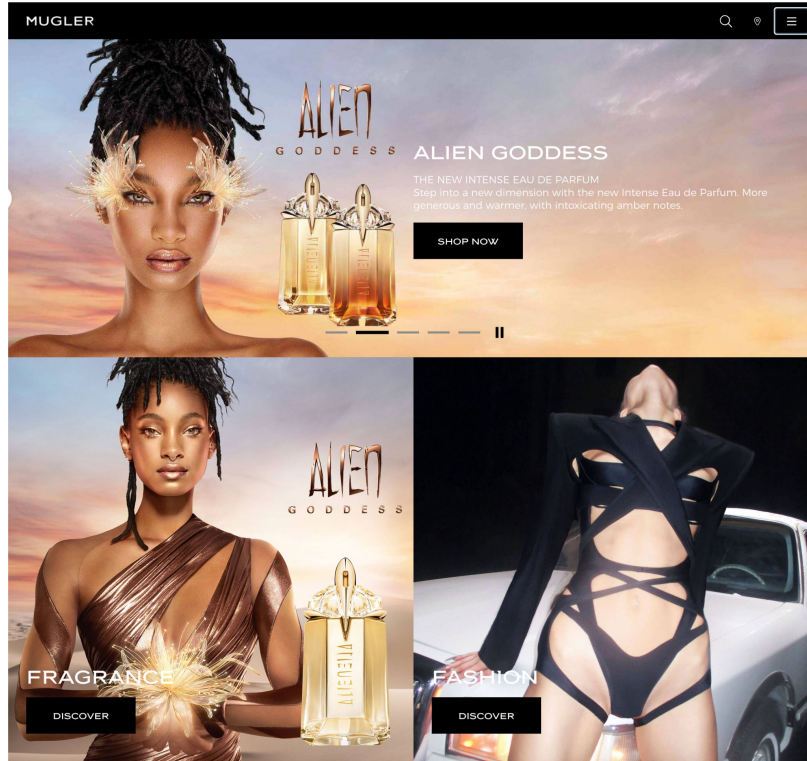 MUGLER
ALIEN
GODDESS
ALIEN GODDESS
THE NEW INTENSE EAU DE PARFUM
Step into a new dimension with the new Intense Eau de Parfum. More
generous and warmer, with intoxicating amber notes.
SHOP NOW
ALIEN
GODDESS
FRAGRANCE
DISCOVER
FASHION
DISCOVER